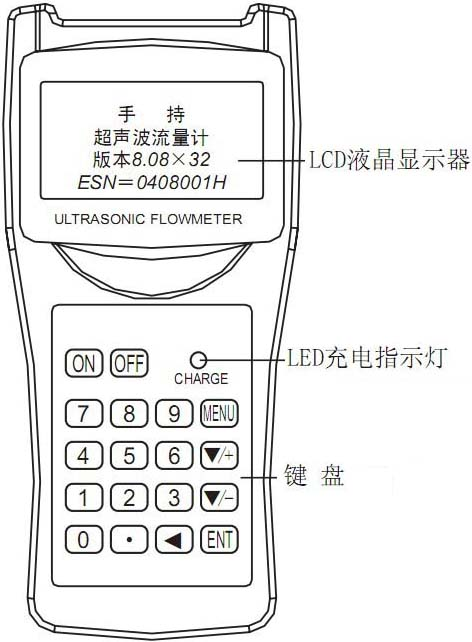 手 持
超声波流量计
版本8.08×32
ESN=0408001H
LCD液晶显示器
ULTRASONIC FLOWMETER
ON OFF
LED充电指示灯
CHARGE
7 8 9 MENU
4 5 6 ▼/+
键 盘
1 2 3 ▼/−
0 · ◀ ENT